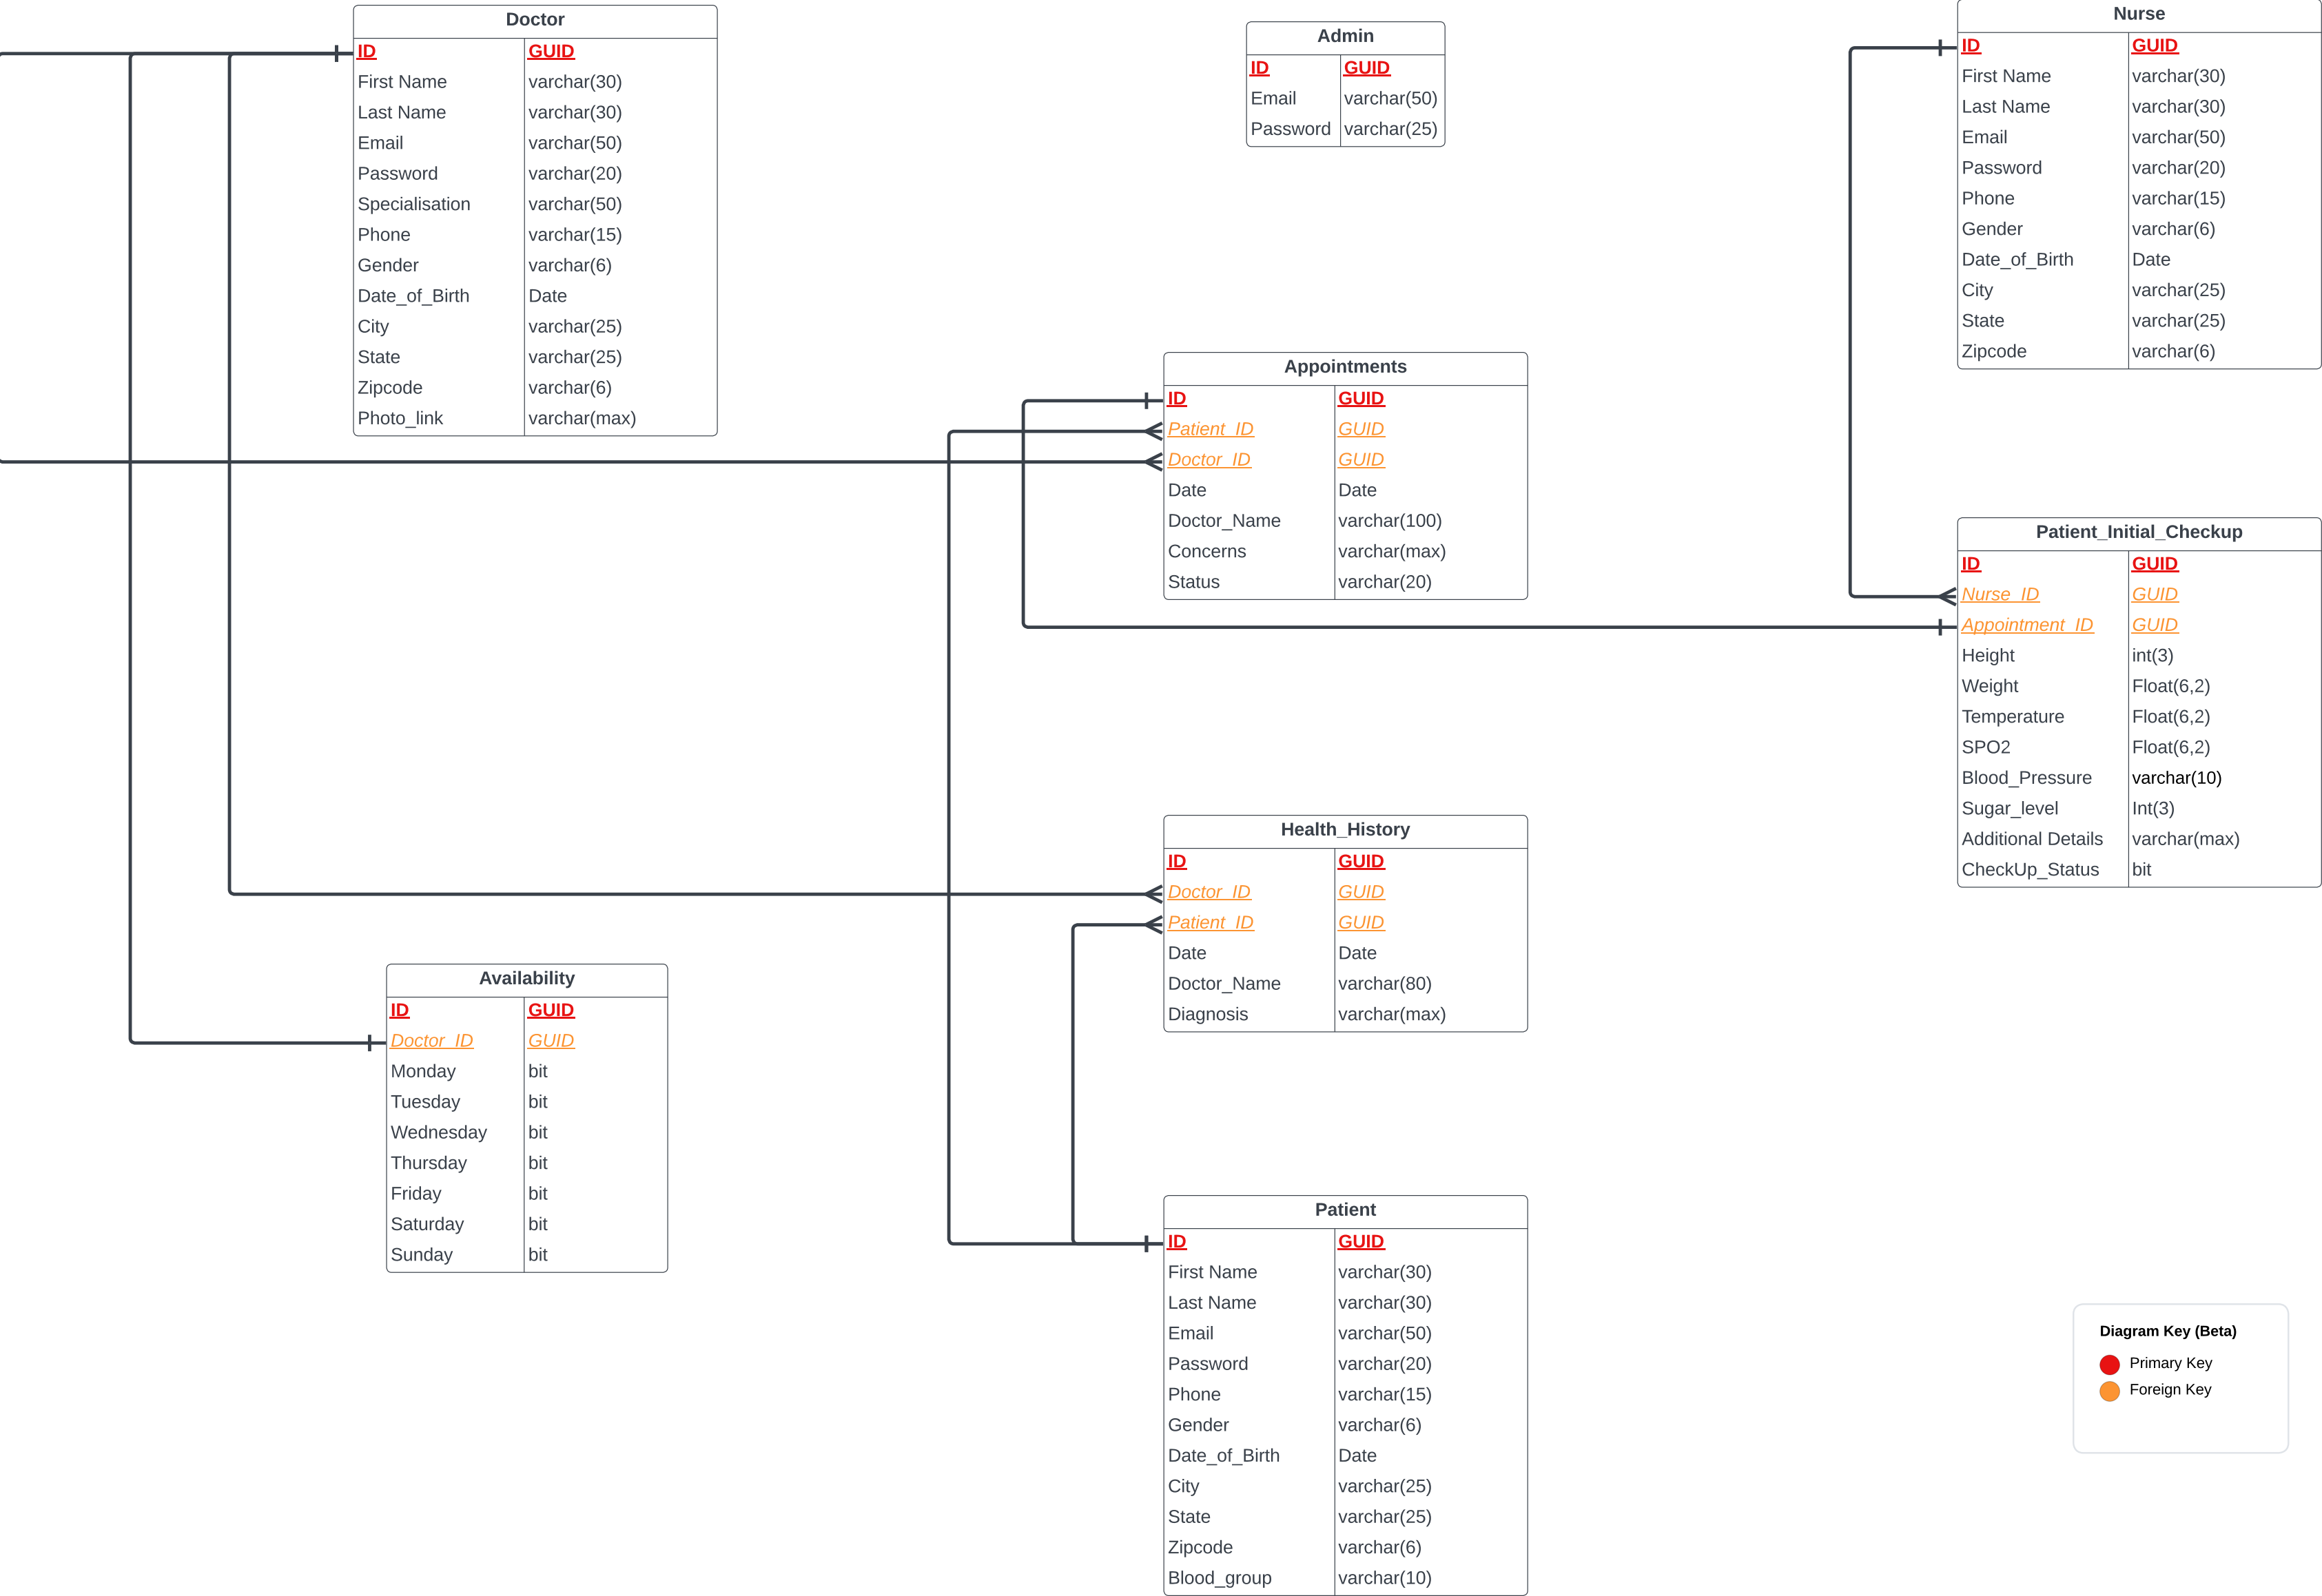 Doctor
ID GUID
First Name varchar(30)
Last Name varchar(30)
Email varchar(50)
Password varchar(20)
Specialisation varchar(50)
Phone varchar(15)
Gender varchar(6)
Date_of_Birth Date
City varchar(25)
State varchar(25)
Zipcode varchar(6)
Photo_link varchar(max)
Admin
ID GUID
Email varchar(50)
Password varchar(25)
Nurse
ID GUID
First Name varchar(30)
Last Name varchar(30)
Email varchar(50)
Password varchar(20)
Phone varchar(15)
Gender varchar(6)
Date_of_Birth Date
City varchar(25)
State varchar(25)
Zipcode varchar(6)
Appointments
ID GUID
Patient_ID GUID
Doctor_ID GUID
Date Date
Doctor_Name varchar(100)
Concerns varchar(max)
Status varchar(20)
Patient_Initial_Checkup
ID GUID
Nurse_ID GUID
Appointment_ID GUID
Height int(3)
Weight Float(6,2)
Temperature Float(6,2)
SPO2 Float(6,2)
Blood_Pressure varchar(10)
Sugar_level Int(3)
Additional Details varchar(max)
CheckUp_Status bit
Health_History
ID GUID
Doctor_ID GUID
Patient_ID GUID
Date Date
Doctor_Name varchar(80)
Diagnosis varchar(max)
Availability
ID GUID
Doctor_ID GUID
Monday bit
Tuesday bit
Wednesday bit
Thursday bit
Friday bit
Saturday bit
Sunday bit
Patient
ID GUID
First Name varchar(30)
Last Name varchar(30)
Email varchar(50)
Password varchar(20)
Phone varchar(15)
Gender varchar(6)
Date_of_Birth Date
City varchar(25)
State varchar(25)
Zipcode varchar(6)
Blood_group varchar(10)
Diagram Key (Beta)
Primary Key
Foreign Key